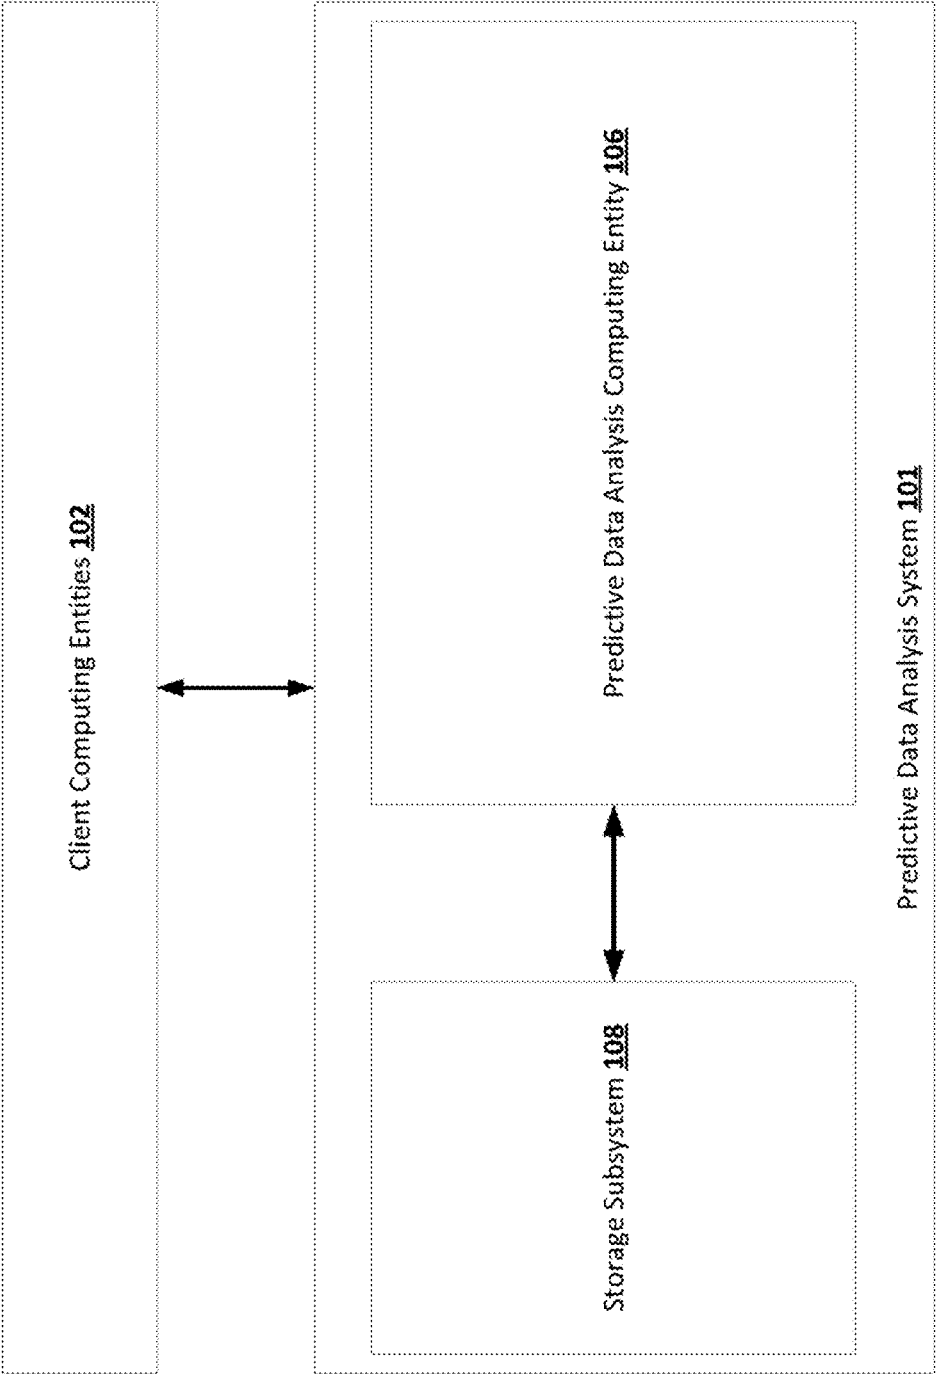 Client Computing Entities 102
Storage Subsystem 108
Predictive Data Analysis Computing Entity 106
Predictive Data Analysis System 101